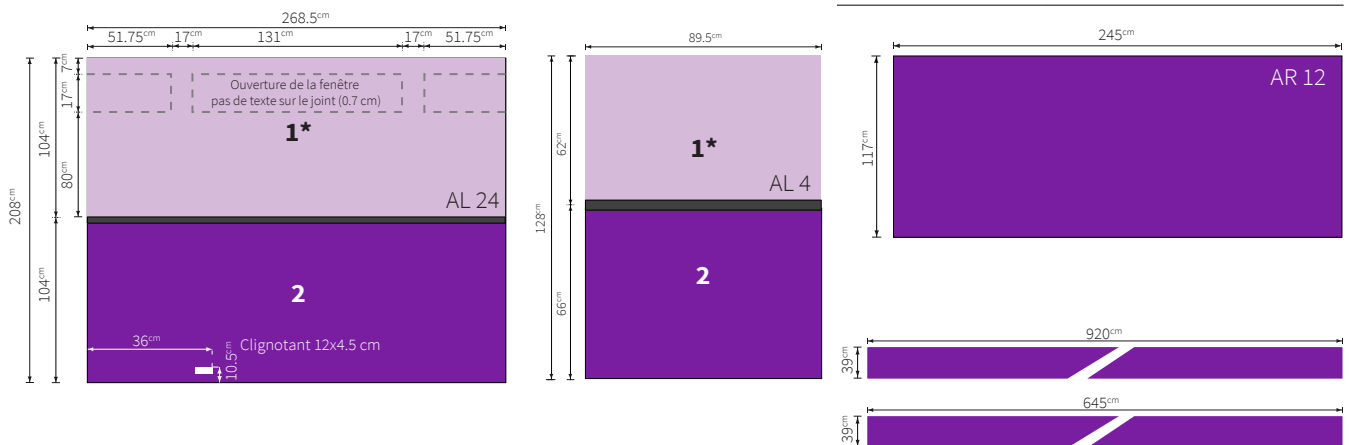 268.5cm
51.75cm 17cm 131cm 17cm 51.75cm
7cm
17cm
Ouverture de la fenêtre
pas de texte sur le joint (0.7 cm)
1*
104cm
80cm
208cm
AL 24
104cm
2
36cm
Clignotant 12x4.5 cm
10.5cm
89.5cm
62cm
1*
AL 4
128cm
66cm
2
245cm
AR 12
117cm
920cm
39cm
645cm
39cm